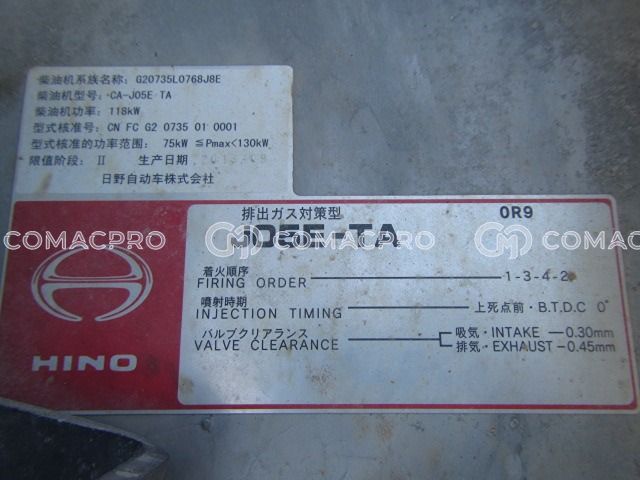 柴油机系族名称: G20735L0768J8E
柴油机型号: CA-J05E TA
柴油机功率: 118kW
型式核准号: CN FC G2 0735 01 0001
型式核准的功率范围: 75kW ≦Pmax<130kW
限值阶段: II 生产日期
日野自动车株式会社
排出ガス対策型 0R9
J05E-TA
COMACPRO COMACPRO COMACPRO
着火順序
FIRING ORDER 1-3-4-2
噴射時期
INJECTION TIMING 上死点前・B.T.D.C 0°
バルブクリアランス
VALVE CLEARANCE
吸気・INTAKE 0.30mm
排気・EXHAUST 0.45mm
HINO